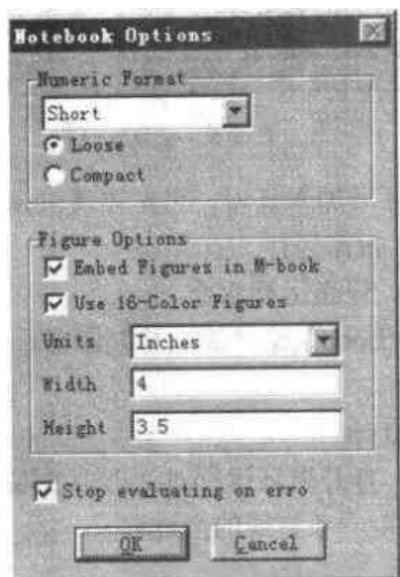 Notebook Options
Numeric Format
Short
Loose
Compact
Figure Options
Embed Figures in M-book
Use 16-Color Figures
Units Inches
Width 4
Height 3.5
Stop evaluating on erro
OK Cancel